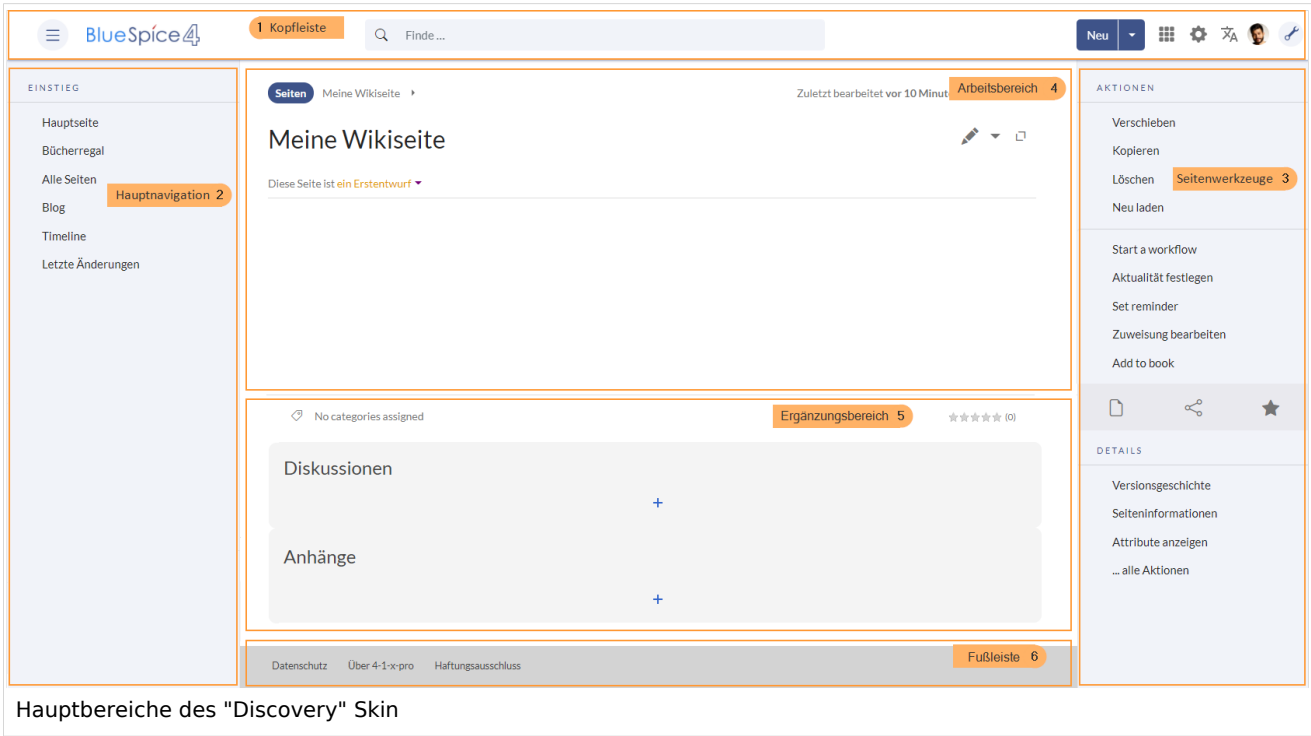 BlueSpice 4
1 Kopfleiste
Finde ...
Neu
EINSTIEG
Hauptseite
Bücherregal
Alle Seiten
Hauptnavigation 2
Blog
Timeline
Letzte Änderungen
Seiten Meine Wikiseite
Zuletzt bearbeitet vor 10 Minut
Arbeitsbereich 4
Meine Wikiseite
Diese Seite ist ein Erstentwurf
No categories assigned
Ergänzungsbereich 5
(0)
Diskussionen
+
Anhänge
+
Datenschutz Über 4-1-x-pro Haftungsausschluss
Fußleiste 6
AKTIONEN
Verschieben
Kopieren
Löschen
Seitenwerkzeuge 3
Neu laden
Start a workflow
Aktualität festlegen
Set reminder
Zuweisung bearbeiten
Add to book
DETAILS
Versionsgeschichte
Seiteninformationen
Attribute anzeigen
... alle Aktionen
Hauptbereiche des "Discovery" Skin